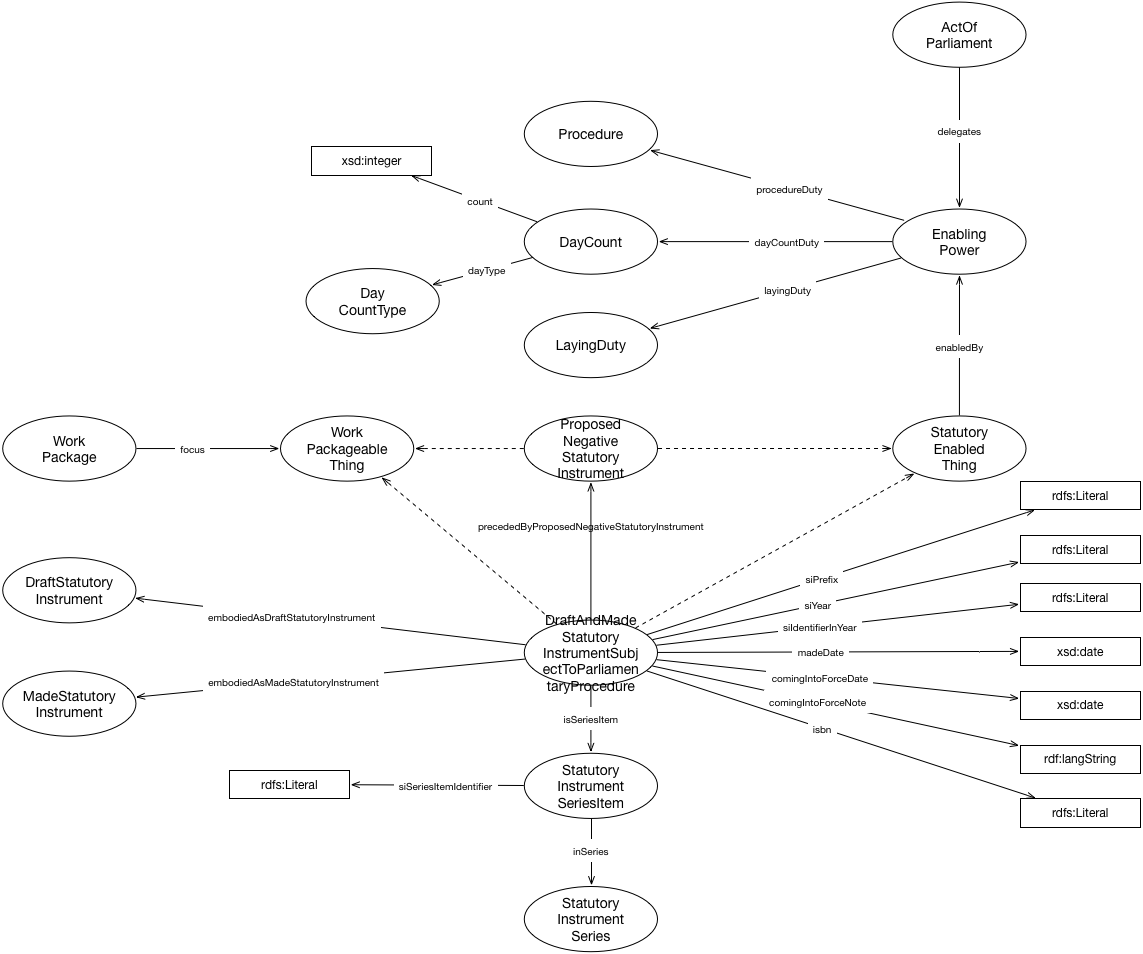 ActOf
Parliament
delegates
Procedure
xsd:integer
procedureDuty
count
DayCount
dayCountDuty
Enabling
Power
dayType
Day
CountType
layingDuty
LayingDuty
enabledBy
Work
Package
focus
Work
Packageable
Thing
Proposed
Negative
Statutory
Instrument
Statutory
Enabled
Thing
rdfs:Literal
precededByProposedNegativeStatutoryInstrument
rdfs:Literal
DraftStatutory
Instrument
siPrefix
rdfs:Literal
siYear
embodiedAsDraftStatutoryInstrument
siIdentifierInYear
DraftAndMade
Statutory
InstrumentSubj
ectToParliamen
taryProcedure
madeDate
xsd:date
embodiedAsMadeStatutoryInstrument
comingIntoForceDate
MadeStatutory
Instrument
comingIntoForceNote
xsd:date
isSeriesItem
isbn
rdf:langString
rdfs:Literal
siSeriesItemIdentifier
Statutory
Instrument
SeriesItem
rdfs:Literal
inSeries
Statutory
Instrument
Series